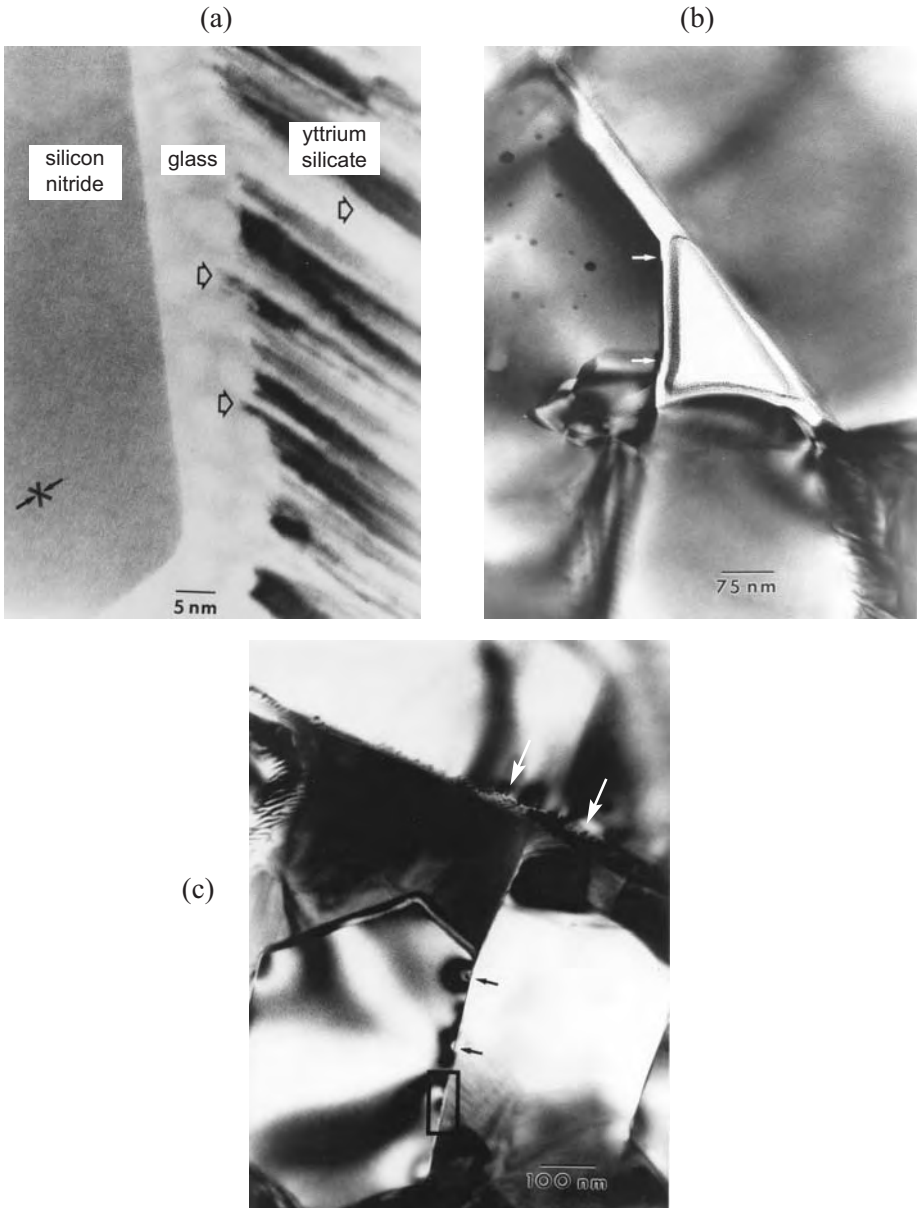 (a)
(b)
silicon
nitride
glass
yttrium
silicate
5 nm
75 nm
(c)
100 nm